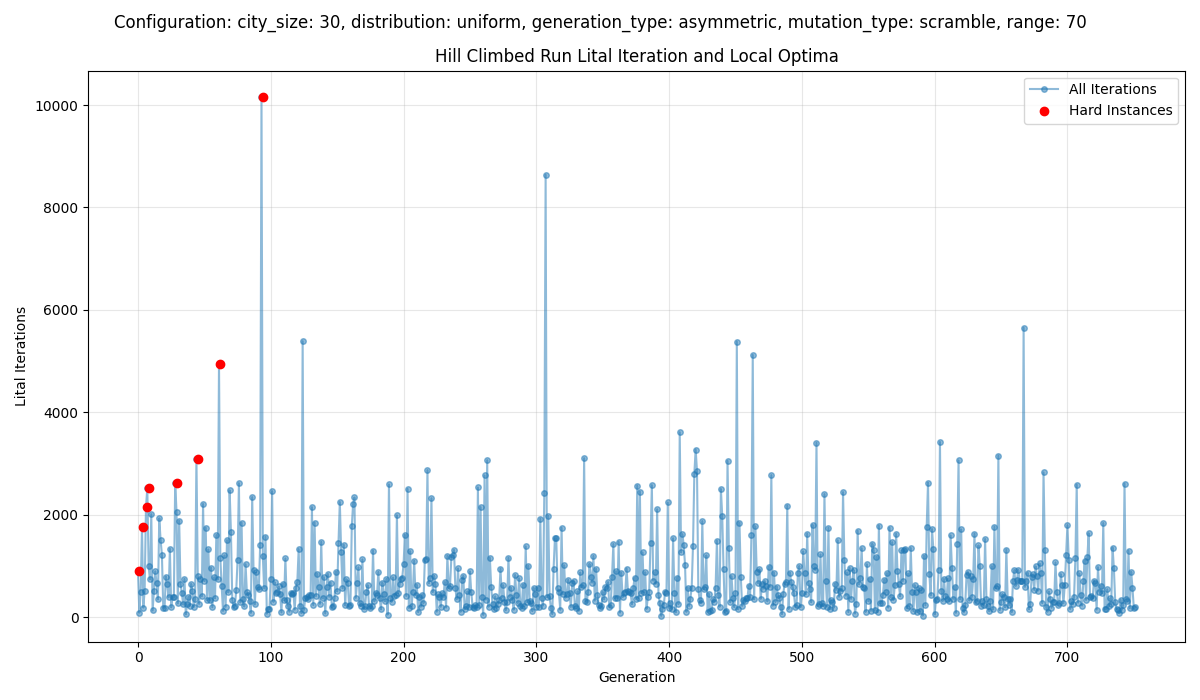 Configuration: city_size: 30, distribution: uniform, generation_type: asymmetric, mutation_type: scramble, range: 70
Hill Climbed Run Lital Iteration and Local Optima
All Iterations
Hard Instances
10000
8000
6000
4000
2000
0
Lital Iterations
0 100 200 300 400 500 600 700
Generation